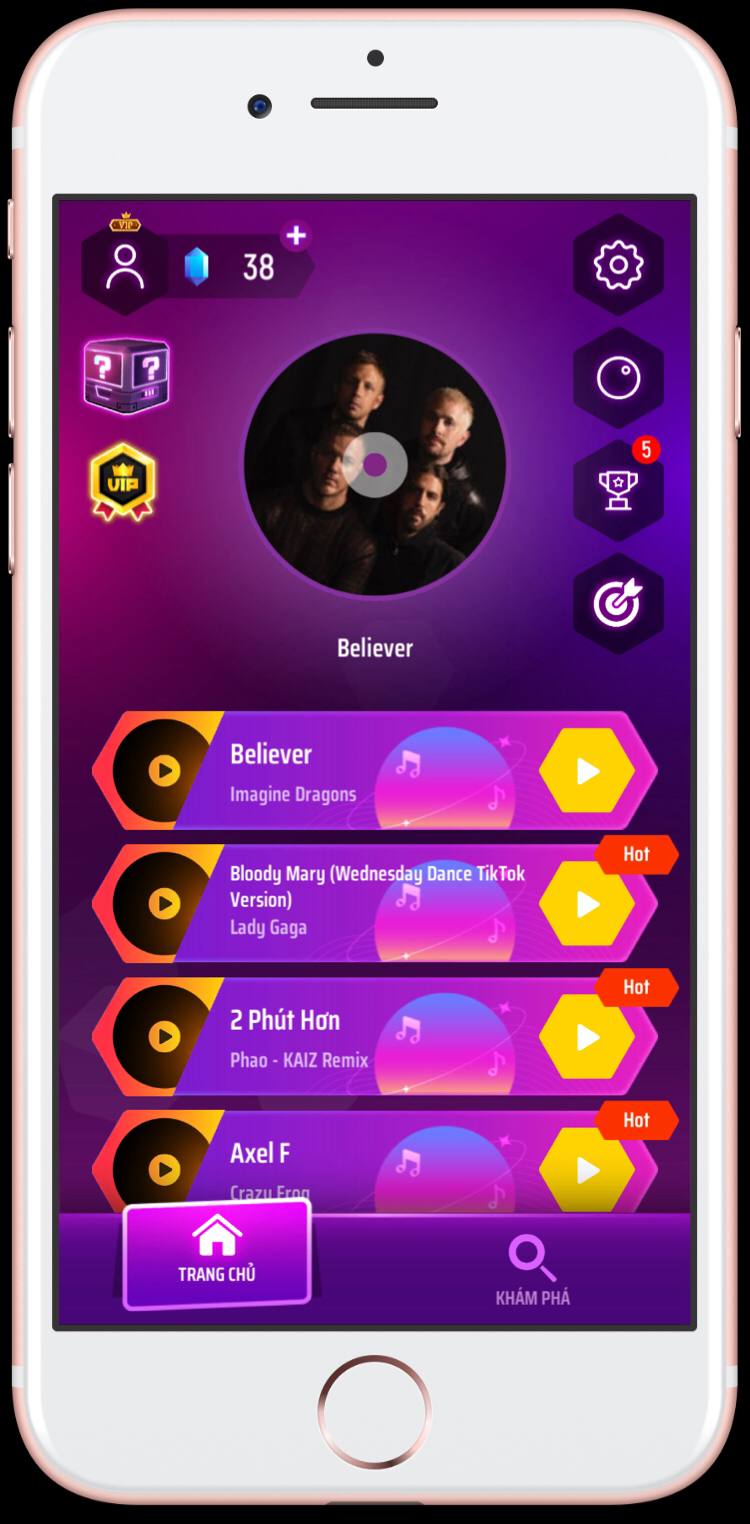 VIP
38
? ?
5
VIP
Believer
Believer
Imagine Dragons
Hot
Bloody Mary (Wednesday Dance TikTok
Version)
Lady Gaga
Hot
2 Phút Hơn
Phao - KAIZ Remix
Hot
Axel F
Crazy Frog
TRANG CHỦ
KHÁM PHÁ